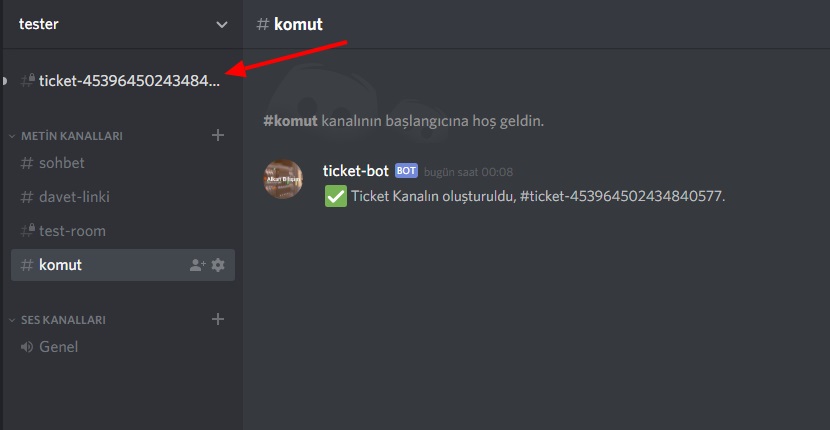 tester
# komut
ticket-45396450243484...
METİN KANALLARI
# sohbet
# davet-linki
# test-room
# komut
SES KANALLARI
Genel
#komut kanalının başlangıcına hoş geldin.
ticket-bot BOT bugün saat 00:08
Ticket Kanalın oluşturuldu, #ticket-453964502434840577.